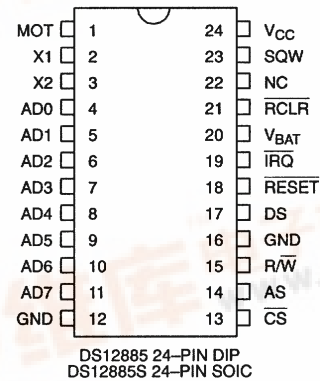 MOT 1 24 VCC
X1 2 23 SQW
X2 3 22 NC
AD0 4 21 RCLR
AD1 5 20 VBAT
AD2 6 19 IRQ
AD3 7 18 RESET
AD4 8 17 DS
AD5 9 16 GND
AD6 10 15 R/W
AD7 11 14 AS
GND 12 13 CS
DS12885 24–PIN DIP
DS12885S 24–PIN SOIC